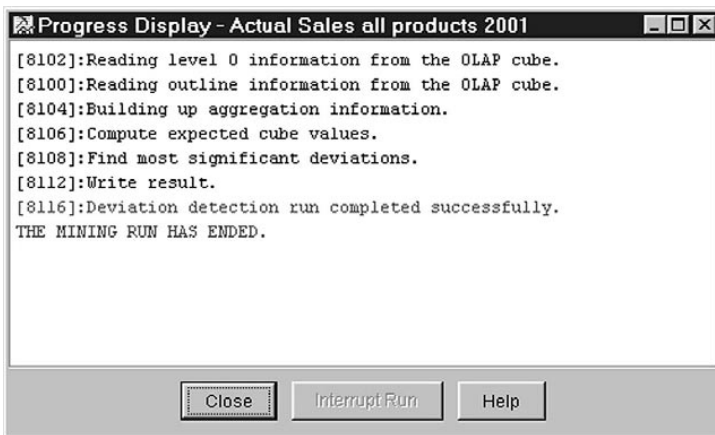 Progress Display - Actual Sales all products 2001
[8102]:Reading level 0 information from the OLAP cube.
[8100]:Reading outline information from the OLAP cube.
[8104]:Building up aggregation information.
[8106]:Compute expected cube values.
[8108]:Find most significant deviations.
[8112]:Write result.
[8116]:Deviation detection run completed successfully.
THE MINING RUN HAS ENDED.
Close
Interrupt Run
Help